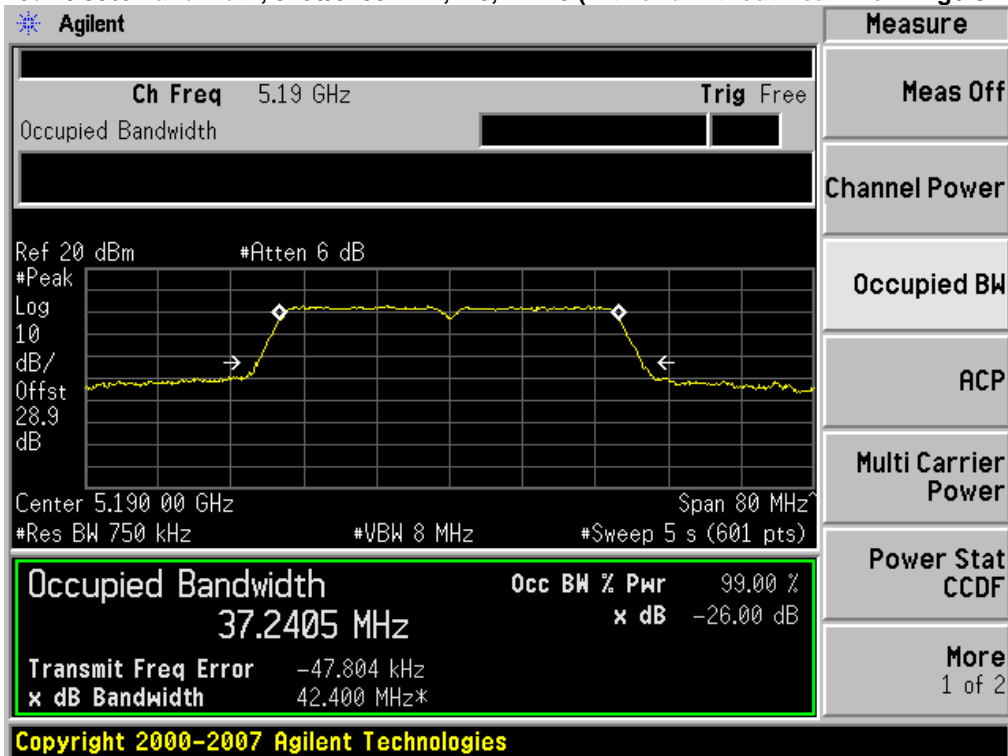 Agilent
Measure
Ch Freq 5.19 GHz Trig Free
Occupied Bandwidth
Meas Off
Channel Power
Occupied BW
ACP
Multi Carrier
Power
Power Stat
CCDF
More
1 of 2
Ref 20 dBm #Atten 6 dB
#Peak
Log
10
dB/
Offst
28.9
dB
Center 5.190 00 GHz Span 80 MHz^
#Res BW 750 kHz #VBW 8 MHz #Sweep 5 s (601 pts)
Occupied Bandwidth
37.2405 MHz
Occ BW % Pwr 99.00 %
x dB -26.00 dB
Transmit Freq Error -47.804 kHz
x dB Bandwidth 42.400 MHz*
Copyright 2000-2007 Agilent Technologies